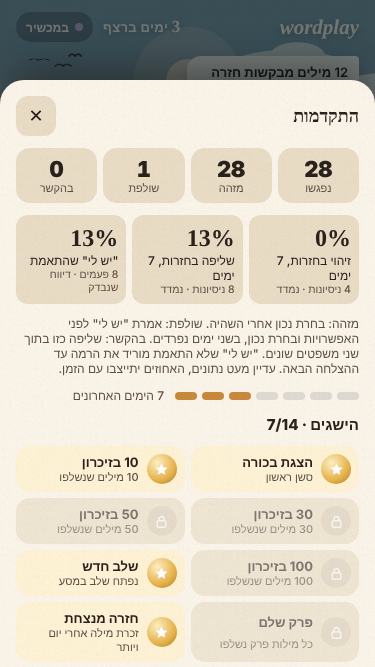 wordplay
3 ימים ברצף
במכשיר
12 מילים מבקשות חזרה
התקדמות
28
נפגשו
28
מזהה
1
שולפת
0
בהקשר
0%
זיהוי בחזרות, 7
ימים
4 ניסיונות · נמדד
13%
שליפה בחזרות, 7
ימים
8 ניסיונות · נמדד
13%
"יש לי" שהתאמת
8 פעמים · דיווח
שנבדק
מזהה: בחרת נכון אחרי השהיה. שולפת: אמרת "יש לי" לפני
האפשרויות ובחרת נכון, בשני ימים נפרדים. בהקשר: שליפה כזו בתוך
שני משפטים שונים. "יש לי" שלא התאמת מוריד את הרמה עד
ההצלחה הבאה. עדיין מעט נתונים, האחוזים יתייצבו עם הזמן.
7 הימים האחרונים
הישגים · 7/14
הצגת בכורה
סשן ראשון
10 בזיכרון
10 מילים שנשלפו
30 בזיכרון
30 מילים שנשלפו
50 בזיכרון
50 מילים שנשלפו
100 בזיכרון
100 מילים שנשלפו
שלב חדש
נפתח שלב במסע
פרק שלם
כל מילות פרק נשלפו
חזרה מנצחת
זכרת מילה אחרי יום
ויותר